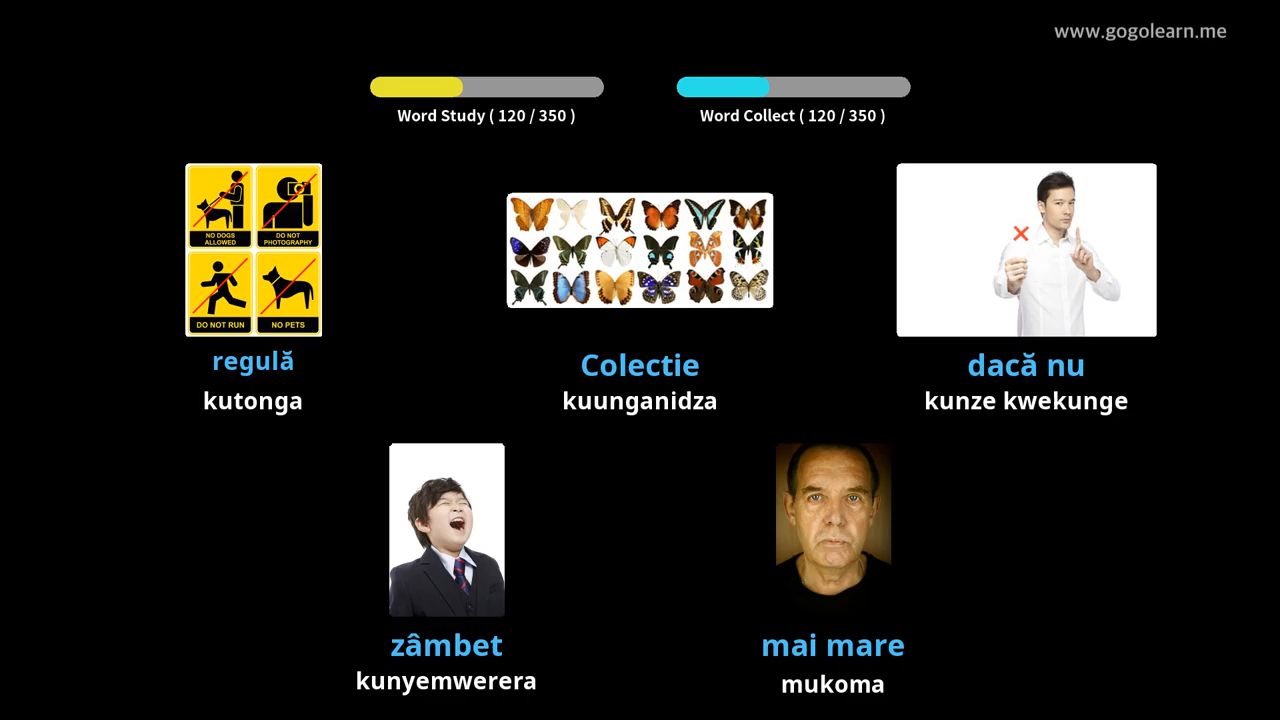 www.gogolearn.me
Word Study ( 120 / 350 )
Word Collect ( 120 / 350 )
NO DOGS
ALLOWED
DO NOT
PHOTOGRAPHY
DO NOT RUN
NO PETS
regulă
kutonga
Colectie
kuunganidza
dacă nu
kunze kwekunge
zâmbet
kunyemwerera
mai mare
mukoma